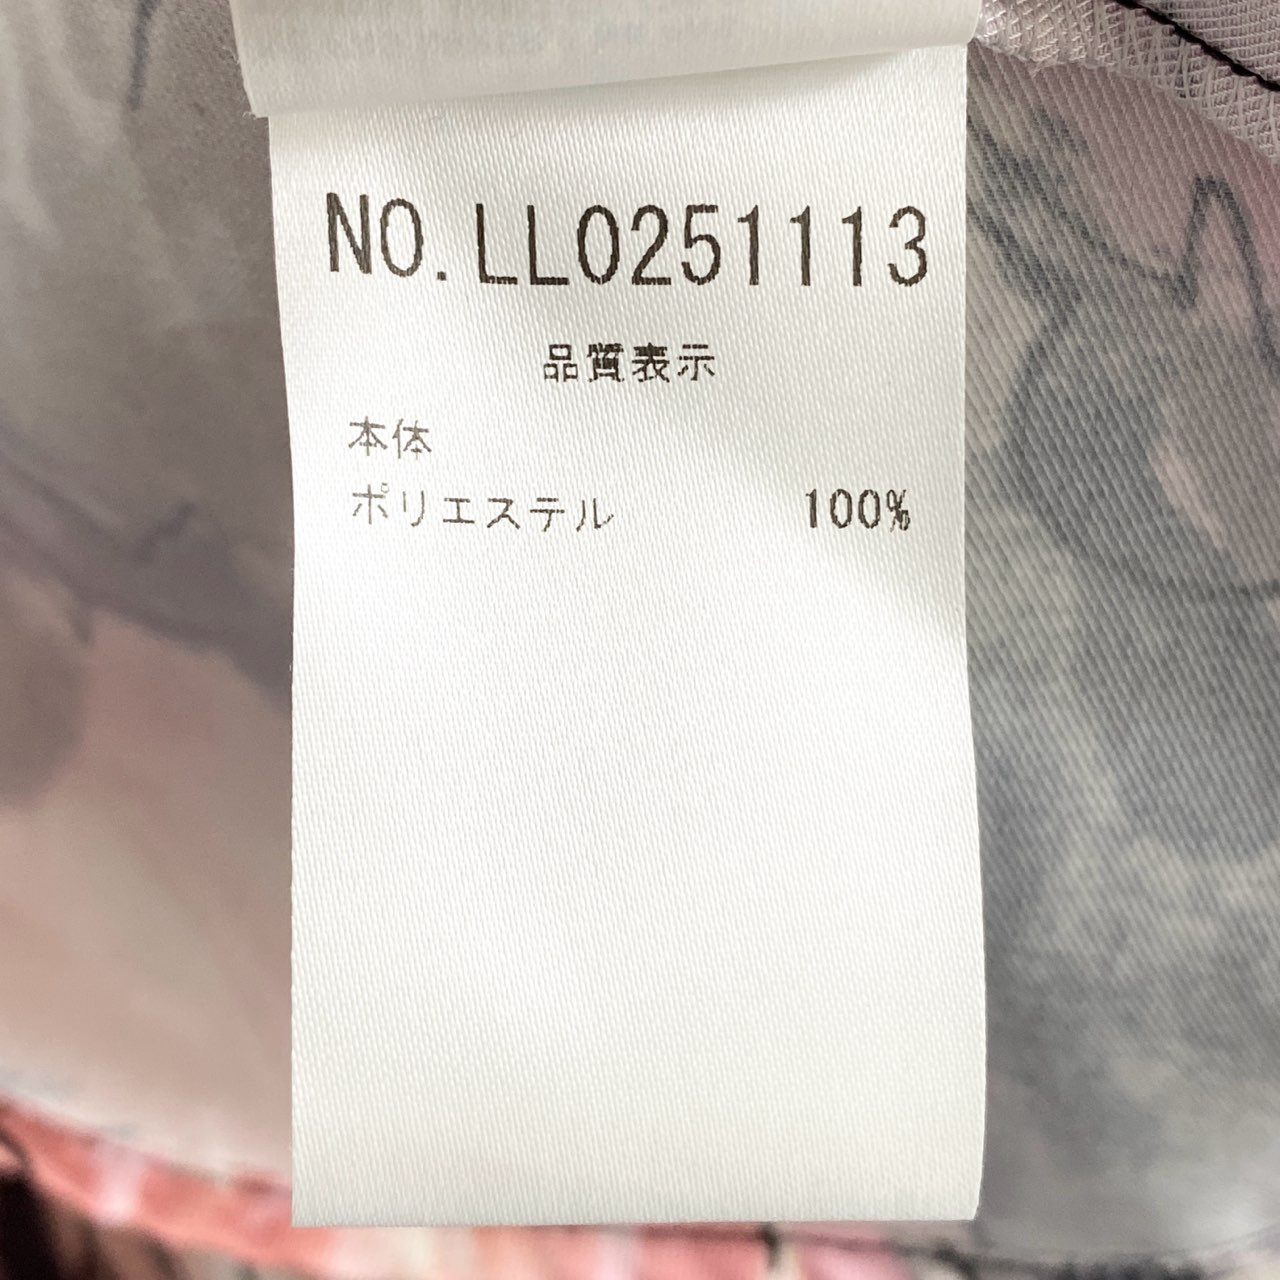 NO.LL0251113
品質表示
本体
ポリエステル 100%